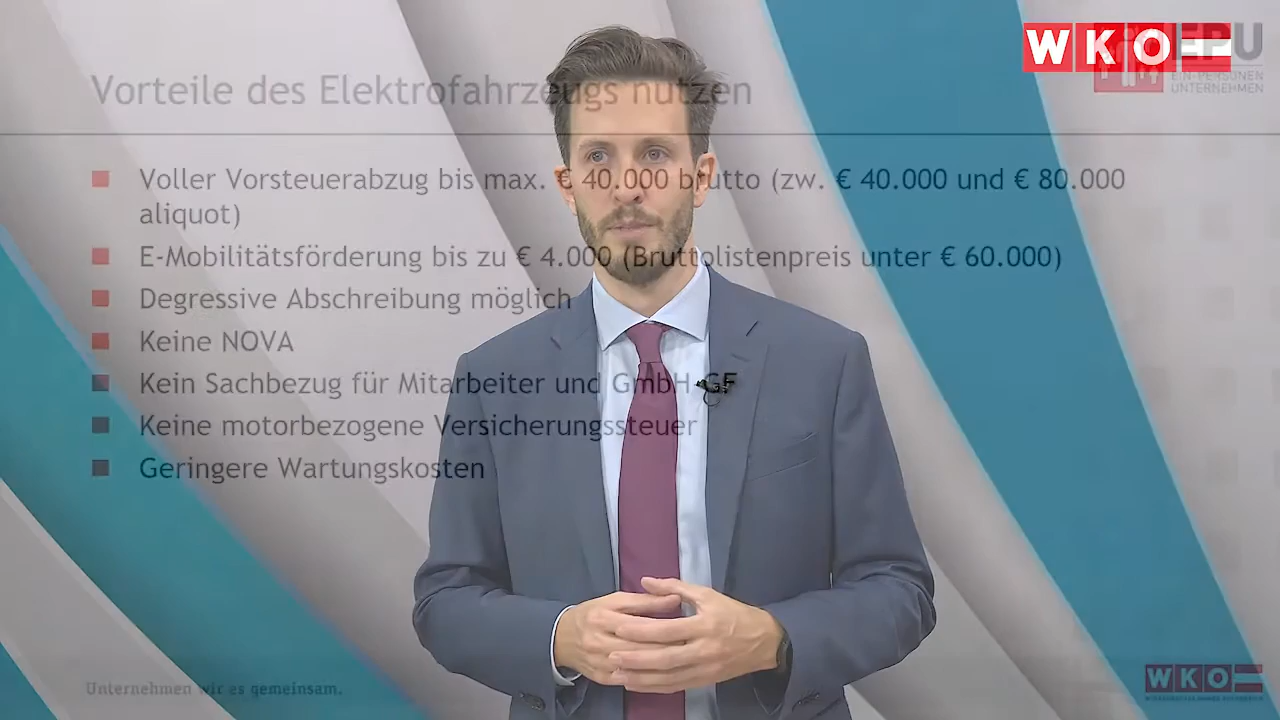 WKO
EPU
EIN-PERSONEN
UNTERNEHMEN
Vorteile des Elektrofahrzeugs nutzen
Voller Vorsteuerabzug bis max. € 40.000 brutto (zw. € 40.000 und € 80.000
aliquot)
E-Mobilitätsförderung bis zu € 4.000 (Bruttolistenpreis unter € 60.000)
Degressive Abschreibung möglich
Keine NOVA
Kein Sachbezug für Mitarbeiter und GmbH-GF
Keine motorbezogene Versicherungssteuer
Geringere Wartungskosten
Unternehmen wir es gemeinsam.
WKO